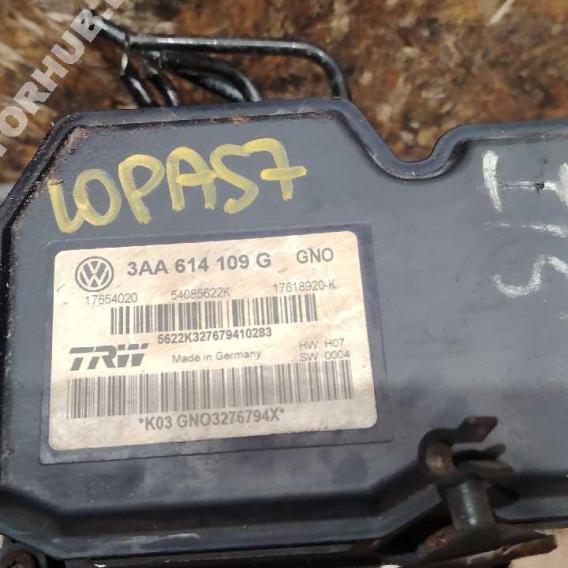 TORHUB.
LOPAS7
H
S/S
3AA 614 109 G GNO
17654020 54085622K 17618920-K
5622K327679410283
TRW Made in Germany HW: H07
SW: 0004
*K03 GNO3276794X*